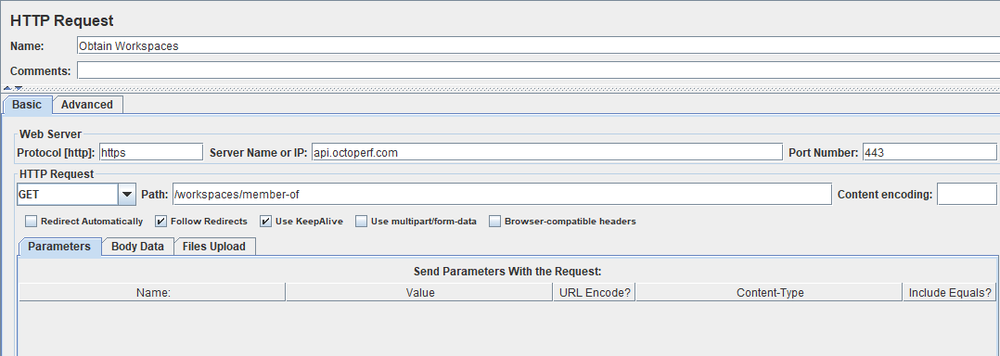 HTTP Request
Name: Obtain Workspaces
Comments:
Basic Advanced
Web Server
Protocol [http]: https Server Name or IP: api.octoperf.com Port Number: 443
HTTP Request
GET Path: /workspaces/member-of Content encoding:
Redirect Automatically Follow Redirects Use KeepAlive Use multipart/form-data Browser-compatible headers
Parameters Body Data Files Upload
Send Parameters With the Request:
Name: Value URL Encode? Content-Type Include Equals?